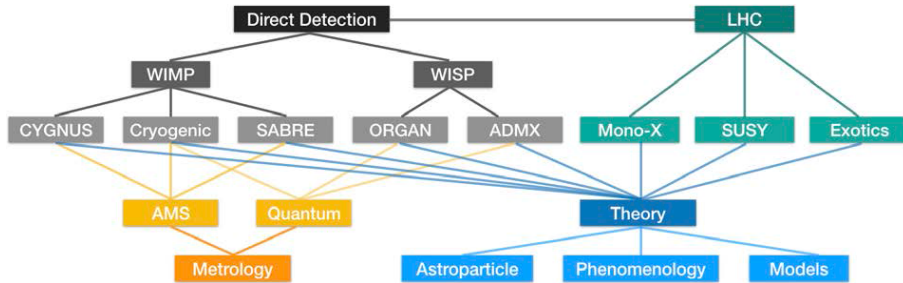 Direct Detection
LHC
WIMP
WISP
CYGNUS
Cryogenic
SABRE
ORGAN
ADMX
Mono-X
SUSY
Exotics
AMS
Quantum
Theory
Metrology
Astroparticle
Phenomenology
Models